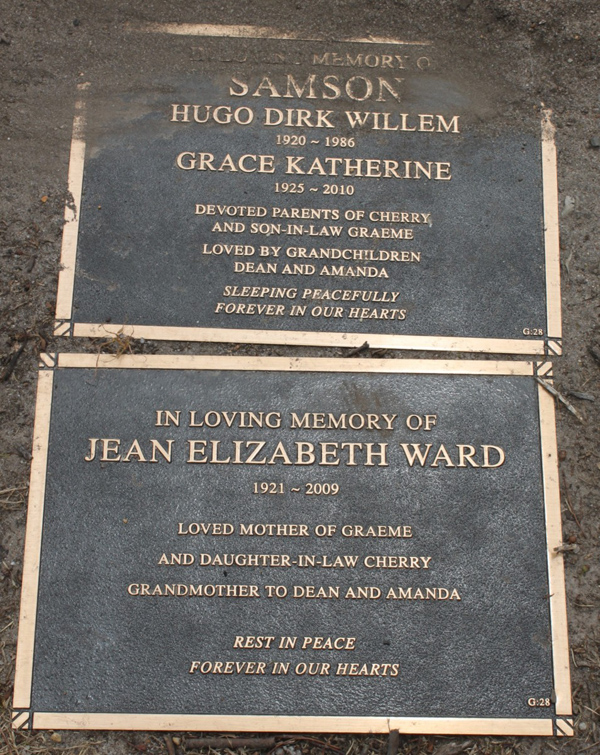 IN LOVING MEMORY O
SAMSON
HUGO DIRK WILLEM
1920 ~ 1986
GRACE KATHERINE
1925 ~ 2010
DEVOTED PARENTS OF CHERRY
AND SON-IN-LAW GRAEME
LOVED BY GRANDCHILDREN
DEAN AND AMANDA
SLEEPING PEACEFULLY
FOREVER IN OUR HEARTS
G:28
IN LOVING MEMORY OF
JEAN ELIZABETH WARD
1921 ~ 2009
LOVED MOTHER OF GRAEME
AND DAUGHTER-IN-LAW CHERRY
GRANDMOTHER TO DEAN AND AMANDA
REST IN PEACE
FOREVER IN OUR HEARTS
G:28